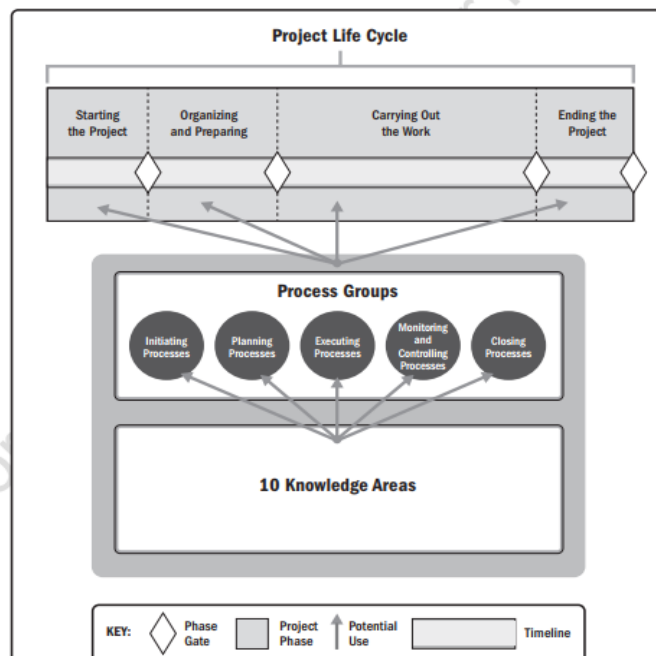 Project Life Cycle
Starting
the Project
Organizing
and Preparing
Carrying Out
the Work
Ending the
Project
Process Groups
Initiating
Processes
Planning
Processes
Executing
Processes
Monitoring
and
Controlling
Processes
Closing
Processes
10 Knowledge Areas
KEY:
Phase
Gate
Project
Phase
Potential
Use
Timeline